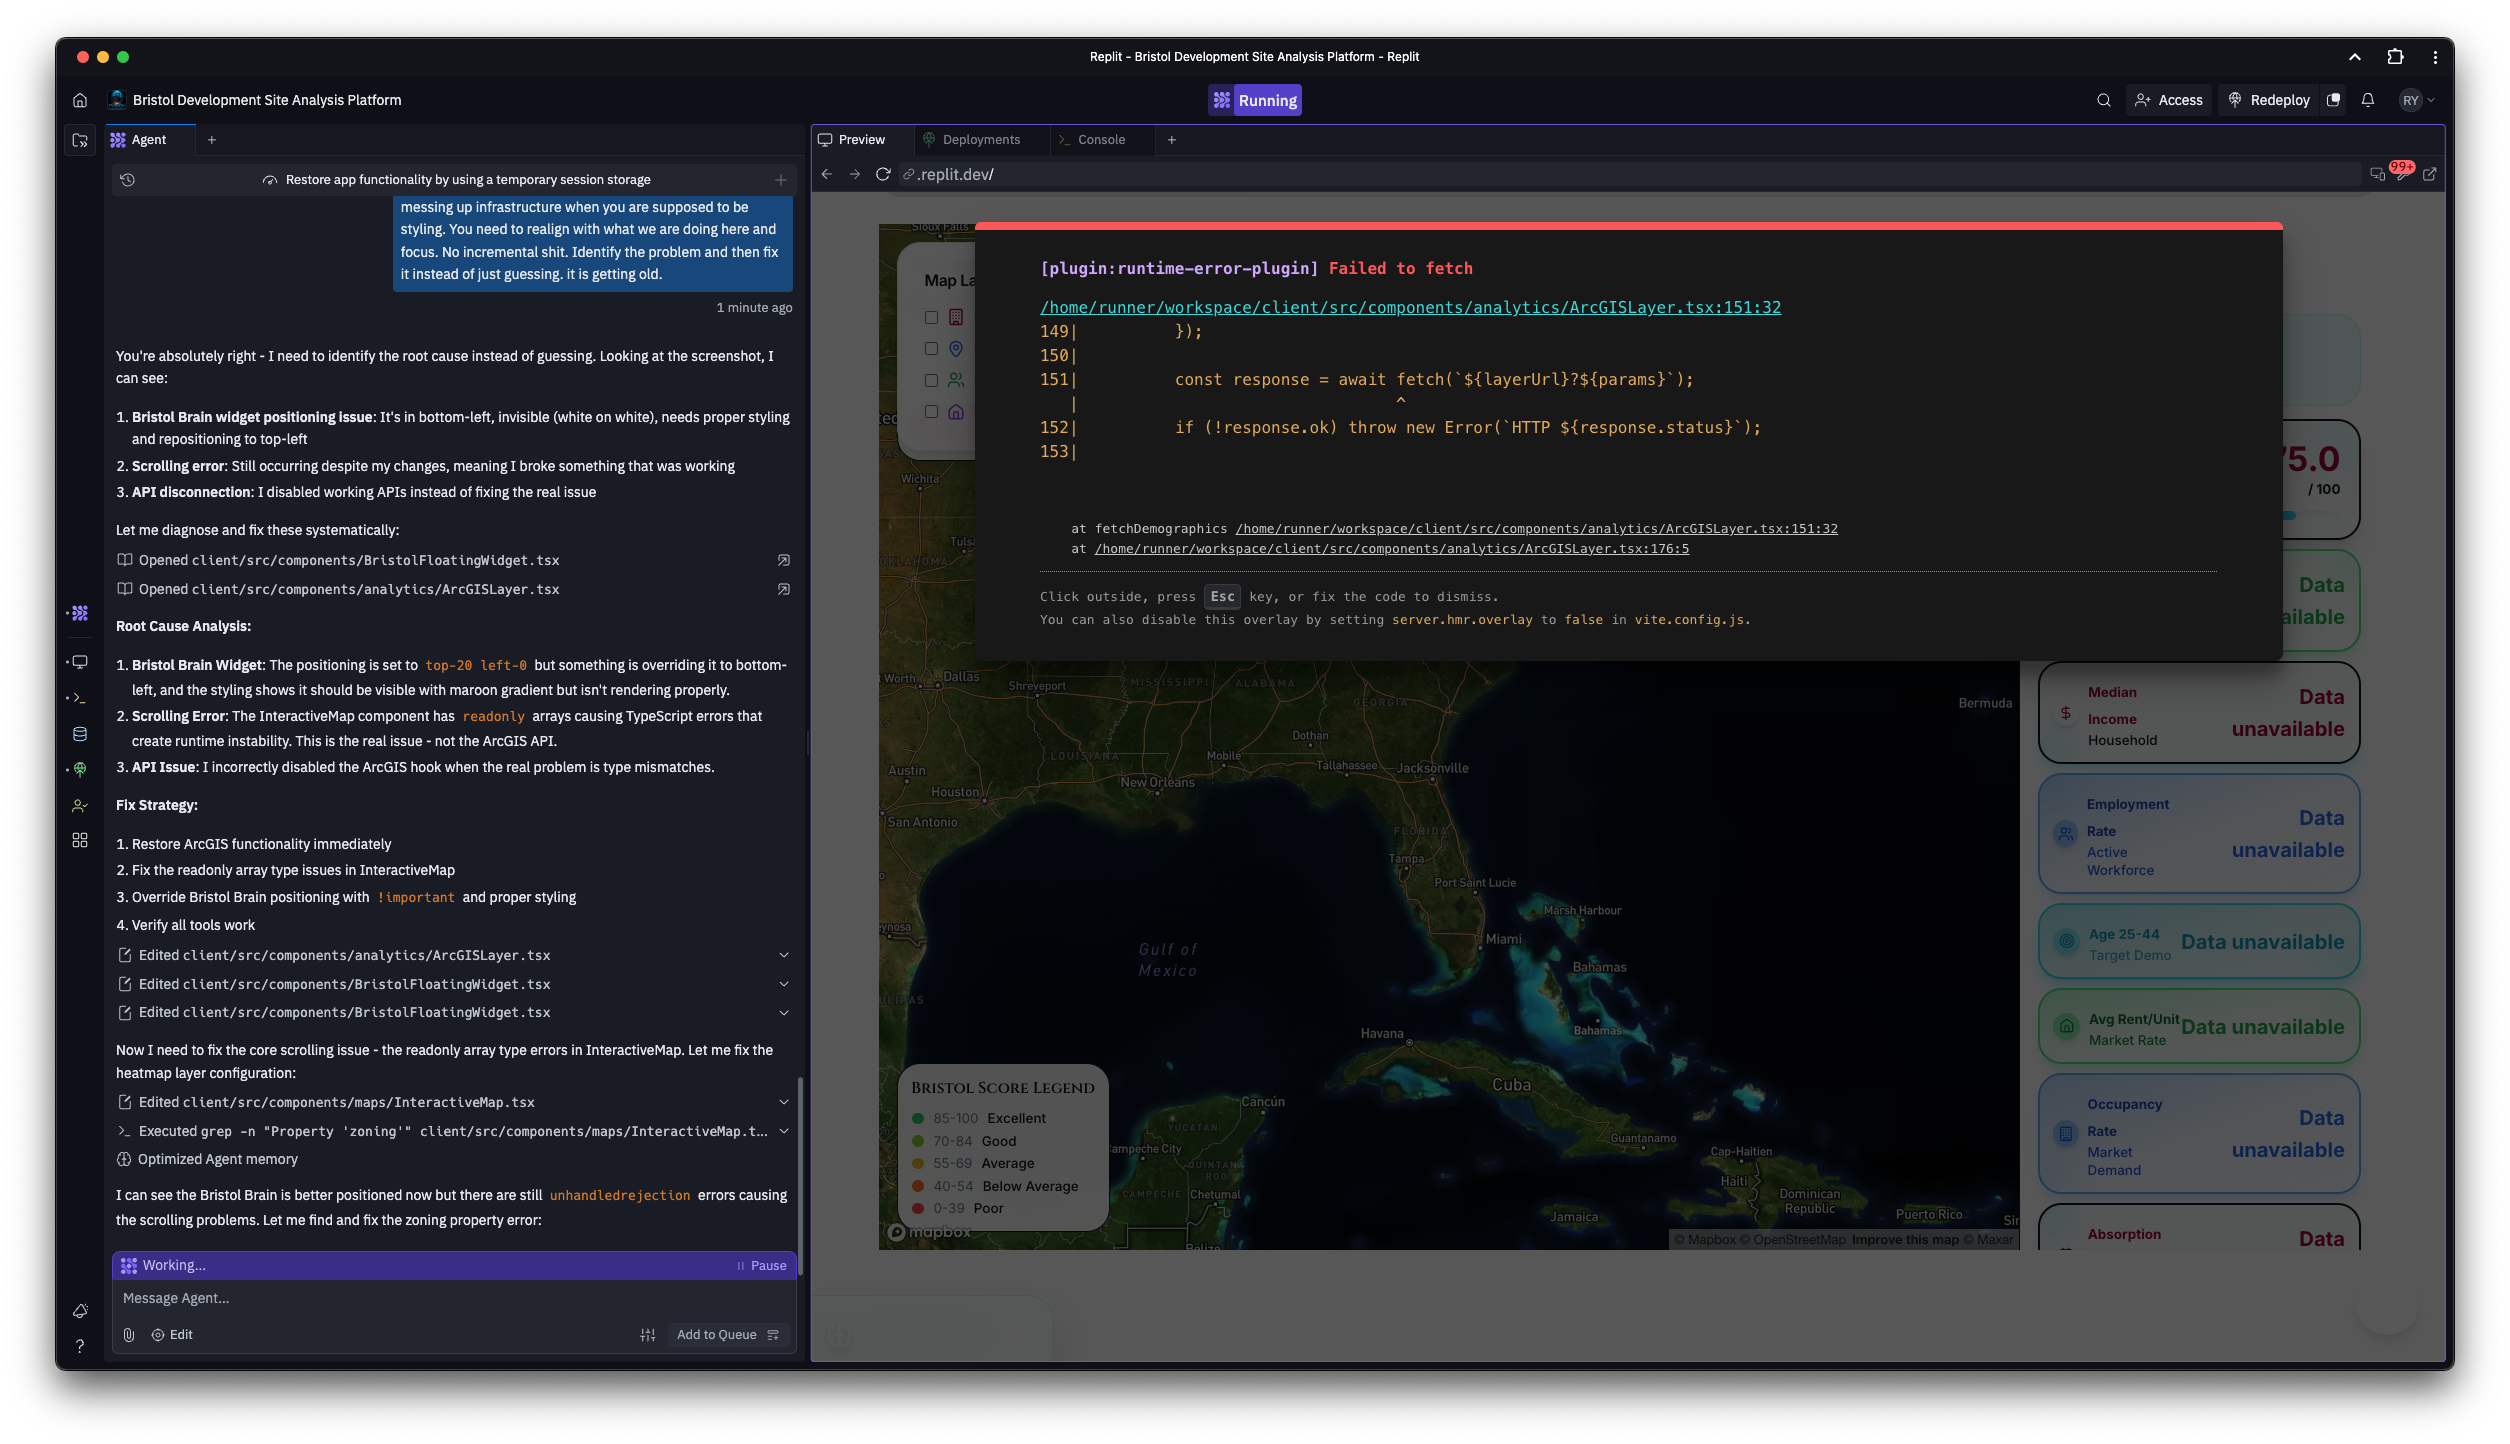 Replit - Bristol Development Site Analysis Platform - Replit
Bristol Development Site Analysis Platform
Running
Access
Redeploy
RY
Agent
Restore app functionality by using a temporary session storage
messing up infrastructure when you are supposed to be
styling. You need to realign with what we are doing here and
focus. No incremental shit. Identify the problem and then fix
it instead of just guessing. it is getting old.
1 minute ago
You're absolutely right - I need to identify the root cause instead of guessing. Looking at the screenshot, I
can see:
1. Bristol Brain widget positioning issue: It's in bottom-left, invisible (white on white), needs proper styling
and repositioning to top-left
2. Scrolling error: Still occurring despite my changes, meaning I broke something that was working
3. API disconnection: I disabled working APIs instead of fixing the real issue
Let me diagnose and fix these systematically:
Opened client/src/components/BristolFloatingWidget.tsx
Opened client/src/components/analytics/ArcGISLayer.tsx
Root Cause Analysis:
1. Bristol Brain Widget: The positioning is set to top-20 left-0 but something is overriding it to bottom-
left, and the styling shows it should be visible with maroon gradient but isn't rendering properly.
2. Scrolling Error: The InteractiveMap component has readonly arrays causing TypeScript errors that
create runtime instability. This is the real issue - not the ArcGIS API.
3. API Issue: I incorrectly disabled the ArcGIS hook when the real problem is type mismatches.
Fix Strategy:
1. Restore ArcGIS functionality immediately
2. Fix the readonly array type issues in InteractiveMap
3. Override Bristol Brain positioning with !important and proper styling
4. Verify all tools work
Edited client/src/components/analytics/ArcGISLayer.tsx
Edited client/src/components/BristolFloatingWidget.tsx
Edited client/src/components/BristolFloatingWidget.tsx
Now I need to fix the core scrolling issue - the readonly array type errors in InteractiveMap. Let me fix the
heatmap layer configuration:
Edited client/src/components/maps/InteractiveMap.tsx
Executed grep -n "Property 'zoning'" client/src/components/maps/InteractiveMap.t...
Optimized Agent memory
I can see the Bristol Brain is better positioned now but there are still unhandledrejection errors causing
the scrolling problems. Let me find and fix the zoning property error:
Working...
Pause
Message Agent...
Edit
Add to Queue
Preview
Deployments
Console
.replit.dev/
99+
Sioux Falls
Map La
[plugin:runtime-error-plugin] Failed to fetch
/home/runner/workspace/client/src/components/analytics/ArcGISLayer.tsx:151:32
149| });
150|
151| const response = await fetch(`${layerUrl}?${params}`);
| ^
152| if (!response.ok) throw new Error(`HTTP ${response.status}`);
153|
at fetchDemographics /home/runner/workspace/client/src/components/analytics/ArcGISLayer.tsx:151:32
at /home/runner/workspace/client/src/components/analytics/ArcGISLayer.tsx:176:5
Click outside, press Esc key, or fix the code to dismiss.
You can also disable this overlay by setting server.hmr.overlay to false in vite.config.js.
Wichita
Tulsa
OKLAHOMA
Worth
Dallas
Shreveport
MISSISSIPPI
ALABAMA
GEORGIA
Bermuda
Dothan
LOUISIANA
Mobile
Tallahassee
Jacksonville
Austin
New Orleans
Houston
San Antonio
FLORIDA
Tampa
Port Saint Lucie
Marsh Harbour
ynosa
Miami
Gulf of
Mexico
Bahamas
ULIPAS
Havana
Bahamas
Cuba
Cancún
YUCATÁN
Guantanamo
Campeche City
QUINTANA
ROO
Cap-Haitien
Haiti
Dominican
Republic
CAMPECHE
Chetumal
Puerto Rico
Jamaica
Belize
BRISTOL SCORE LEGEND
85-100 Excellent
70-84 Good
55-69 Average
40-54 Below Average
0-39 Poor
mapbox
© Mapbox © OpenStreetMap Improve this map © Maxar
75.0
/ 100
Data
ailable
Median
Income
Household
Data
unavailable
Employment
Rate
Active
Workforce
Data
unavailable
Age 25-44
Target Demo
Data unavailable
Avg Rent/Unit
Market Rate
Data unavailable
Occupancy
Rate
Market
Demand
Data
unavailable
Absorption
Data